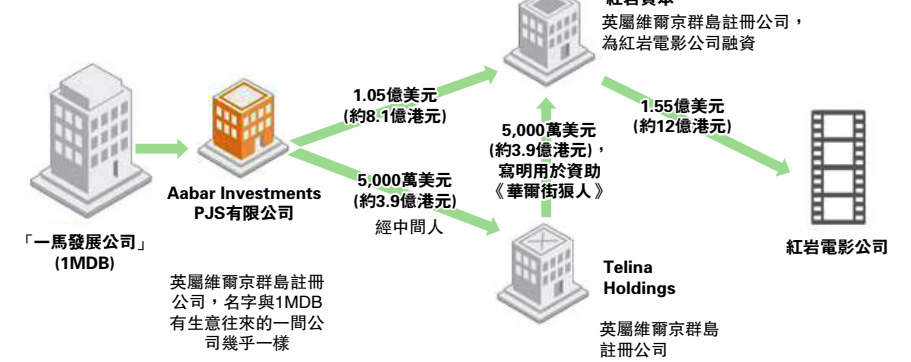 紅岩資本
英屬維爾京群島註冊公司，
為紅岩電影公司融資
1.05億美元
(約8.1億港元)
5,000萬美元
(約3.9億港元)，
寫明用於資助
《華爾街狼人》
1.55億美元
(約12億港元)
Aabar Investments
PJS有限公司
5,000萬美元
(約3.9億港元)
經中間人
「一馬發展公司」
(1MDB)
英屬維爾京群島註冊
公司，名字與1MDB
有生意往來的一間公
司幾乎一樣
Telina
Holdings
英屬維爾京群島
註冊公司
紅岩電影公司